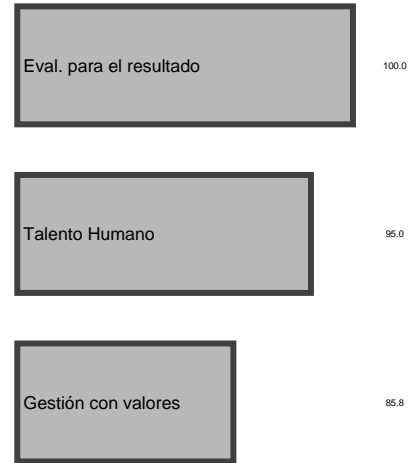 Eval. para el resultado 100.0
Talento Humano 95.0
Gestión con valores 85.8